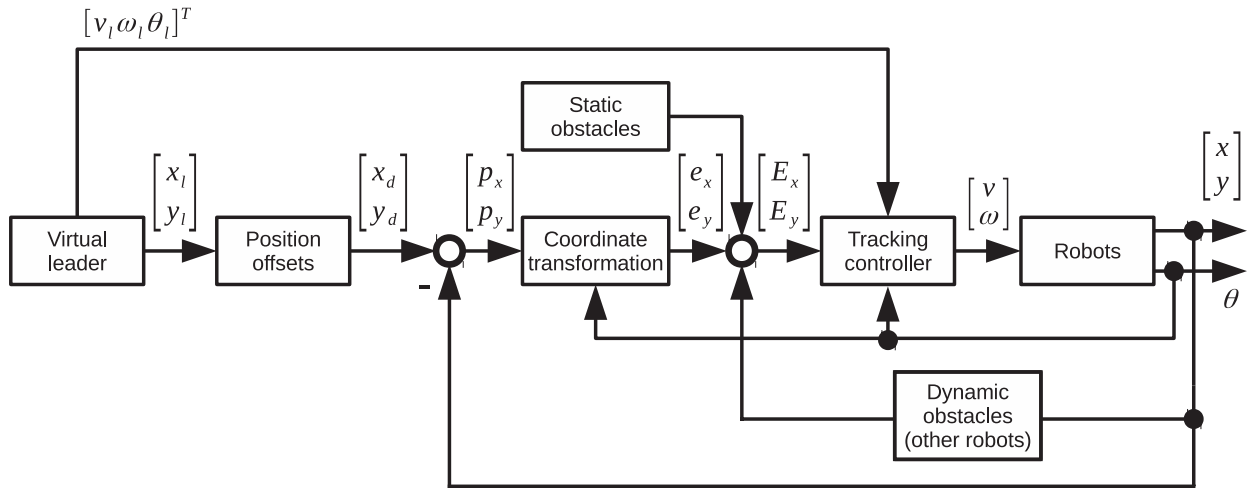 [v_l ω_l θ_l]^T
Static
obstacles
[x_l
y_l]
[x_d
y_d]
[p_x
p_y]
[e_x
e_y]
[E_x
E_y]
[v
ω]
[x
y]
Virtual
leader
Position
offsets
Coordinate
transformation
Tracking
controller
Robots
-
θ
Dynamic
obstacles
(other robots)